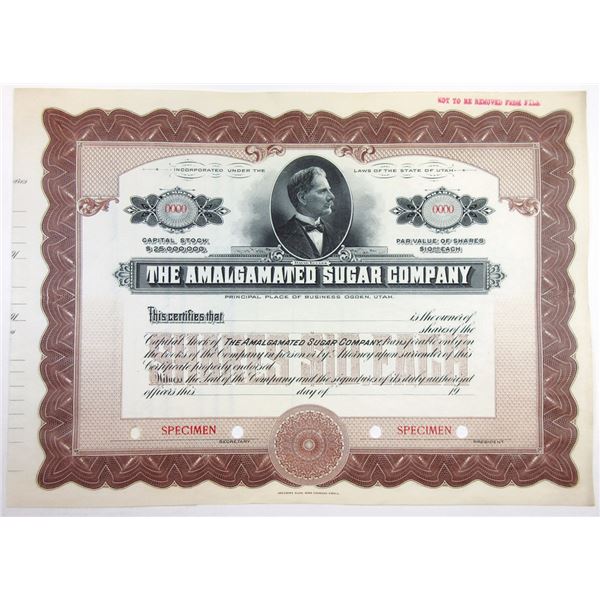 NOT TO BE REMOVED FROM FILE
INCORPORATED UNDER THE LAWS OF THE STATE OF UTAH.
NUMBER SHARES
0000 0000
CAPITAL STOCK PAR VALUE OF SHARES
$25,000,000. $10.00 EACH.
THE AMALGAMATED SUGAR COMPANY
PRINCIPAL PLACE OF BUSINESS OGDEN, UTAH.
This certifies that is the owner of
shares of the
Capital Stock of THE AMALGAMATED SUGAR COMPANY, transferable only on
the books of the Company in person or by Attorney upon surrender of this
Certificate properly endorsed.
Witness the Seal of the Company and the signatures of its duly authorized
officers this day of 19
SPECIMEN SPECIMEN
SECRETARY PRESIDENT